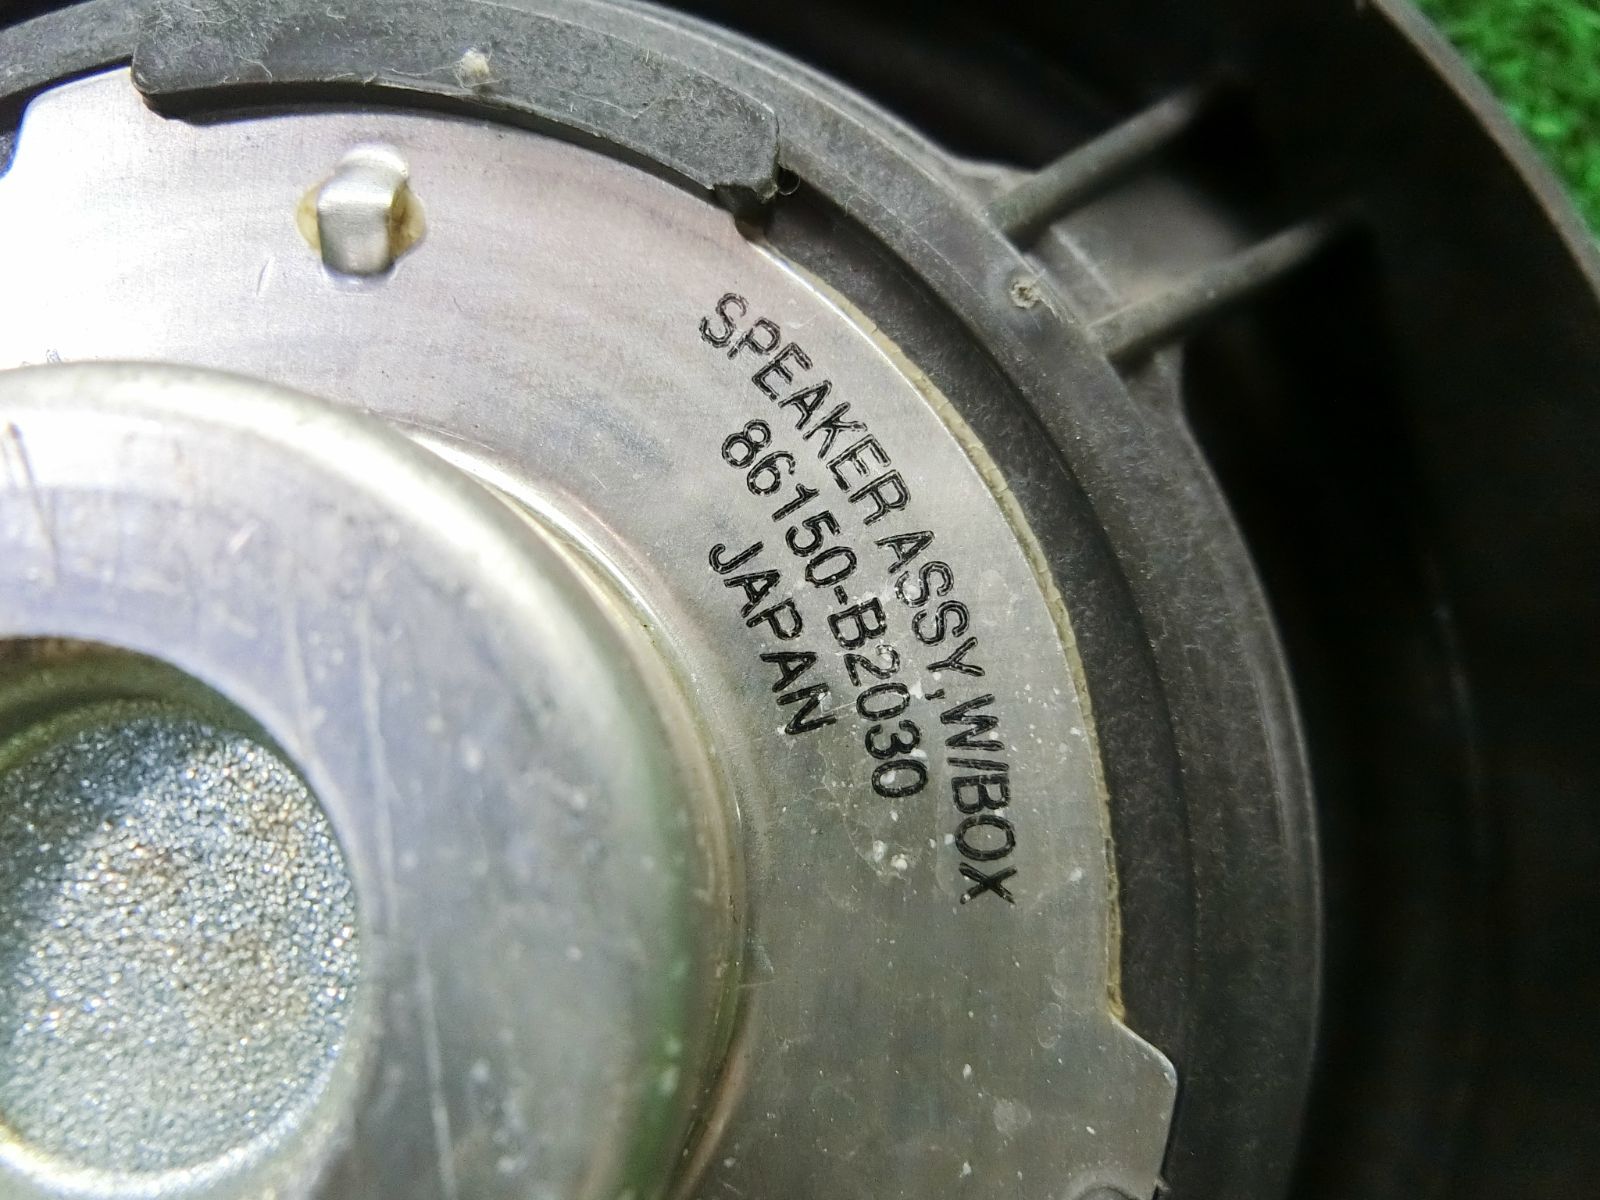 SPEAKER ASSY,W/BOX
86150-B2030
JAPAN